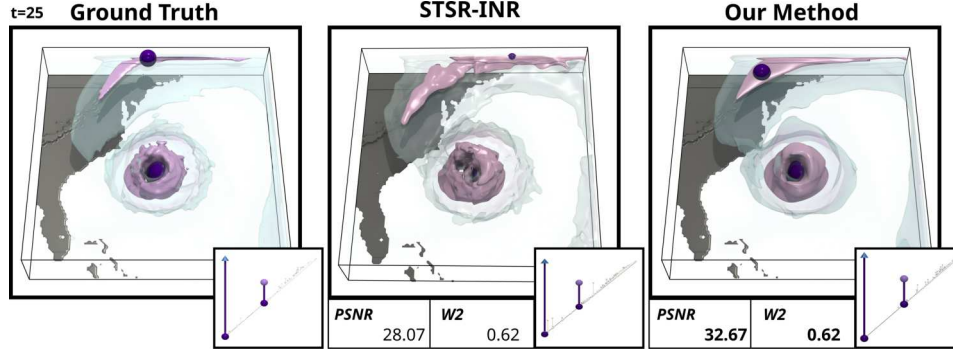 t=25 Ground Truth
STSR-INR
Our Method
PSNR W2
28.07 0.62
PSNR W2
32.67 0.62